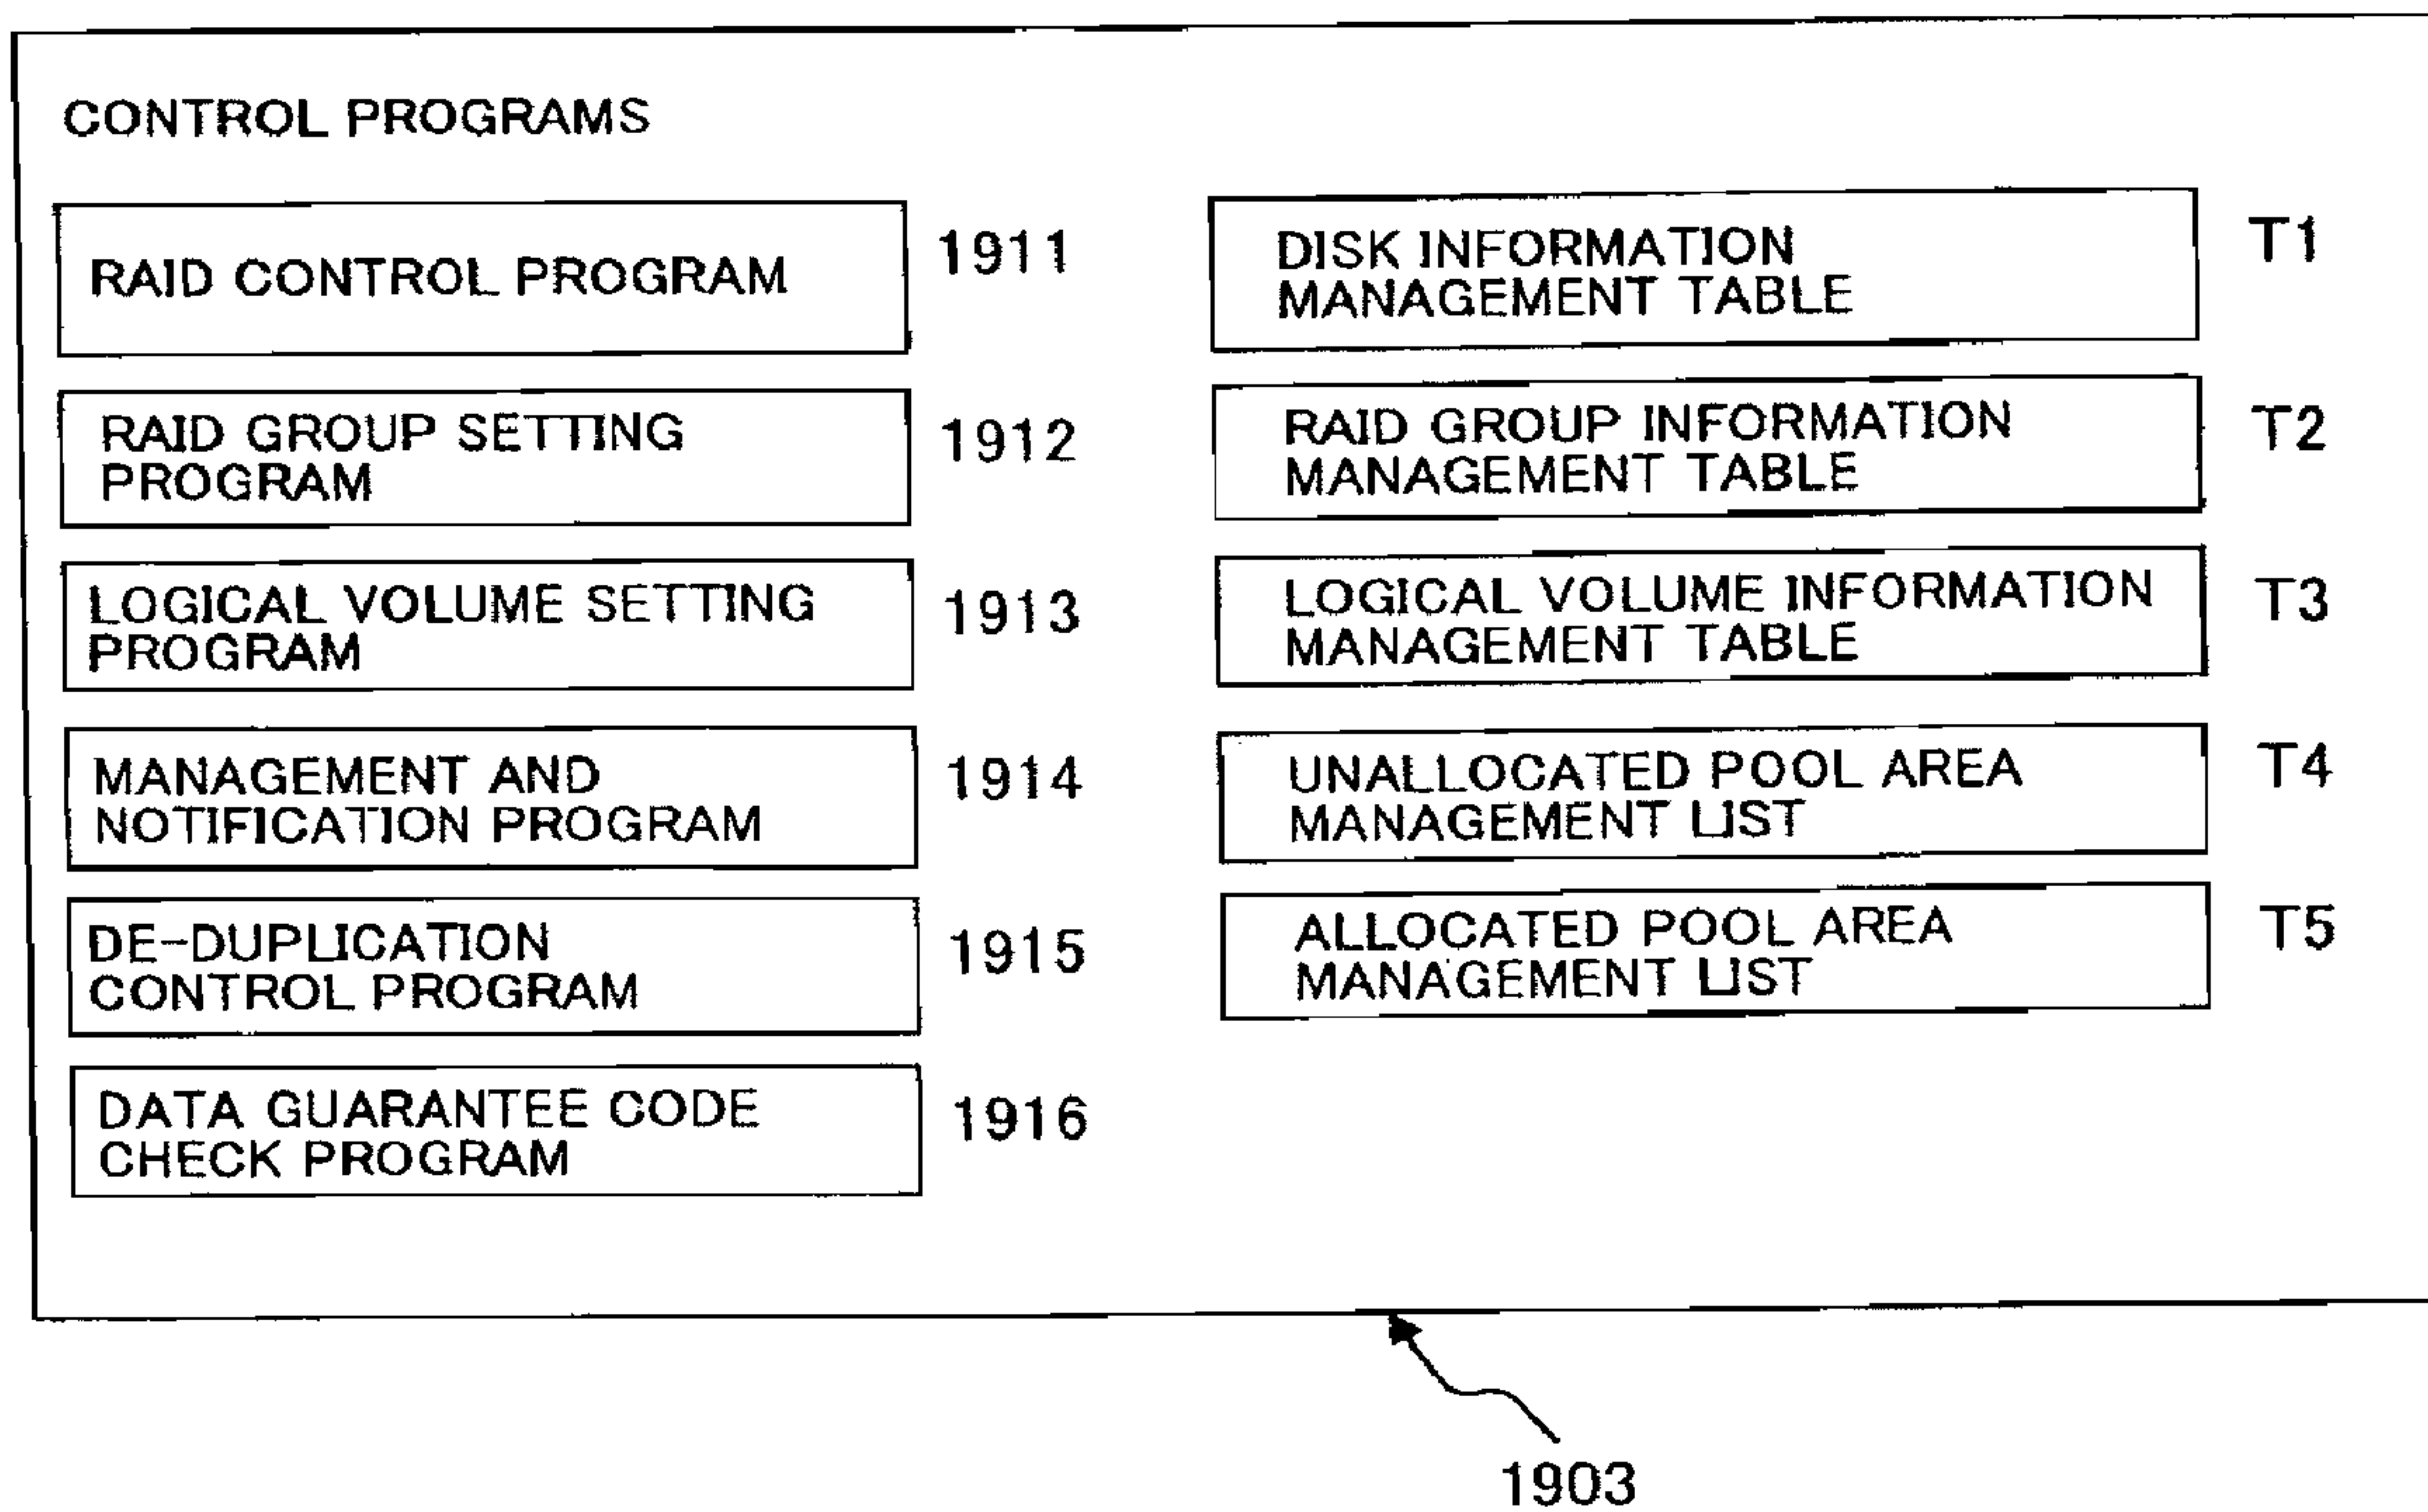 CONTROL PROGRAMS
RAID CONTROL PROGRAM
1911
RAID GROUP SETTING
PROGRAM
1912
LOGICAL VOLUME SETTING
PROGRAM
1913
MANAGEMENT AND
NOTIFICATION PROGRAM
1914
DE-DUPLICATION
CONTROL PROGRAM
1915
DATA GUARANTEE CODE
CHECK PROGRAM
1916
DISK INFORMATION
MANAGEMENT TABLE
T1
RAID GROUP INFORMATION
MANAGEMENT TABLE
T2
LOGICAL VOLUME INFORMATION
MANAGEMENT TABLE
T3
UNALLOCATED POOL AREA
MANAGEMENT LIST
T4
ALLOCATED POOL AREA
MANAGEMENT LIST
T5
1903